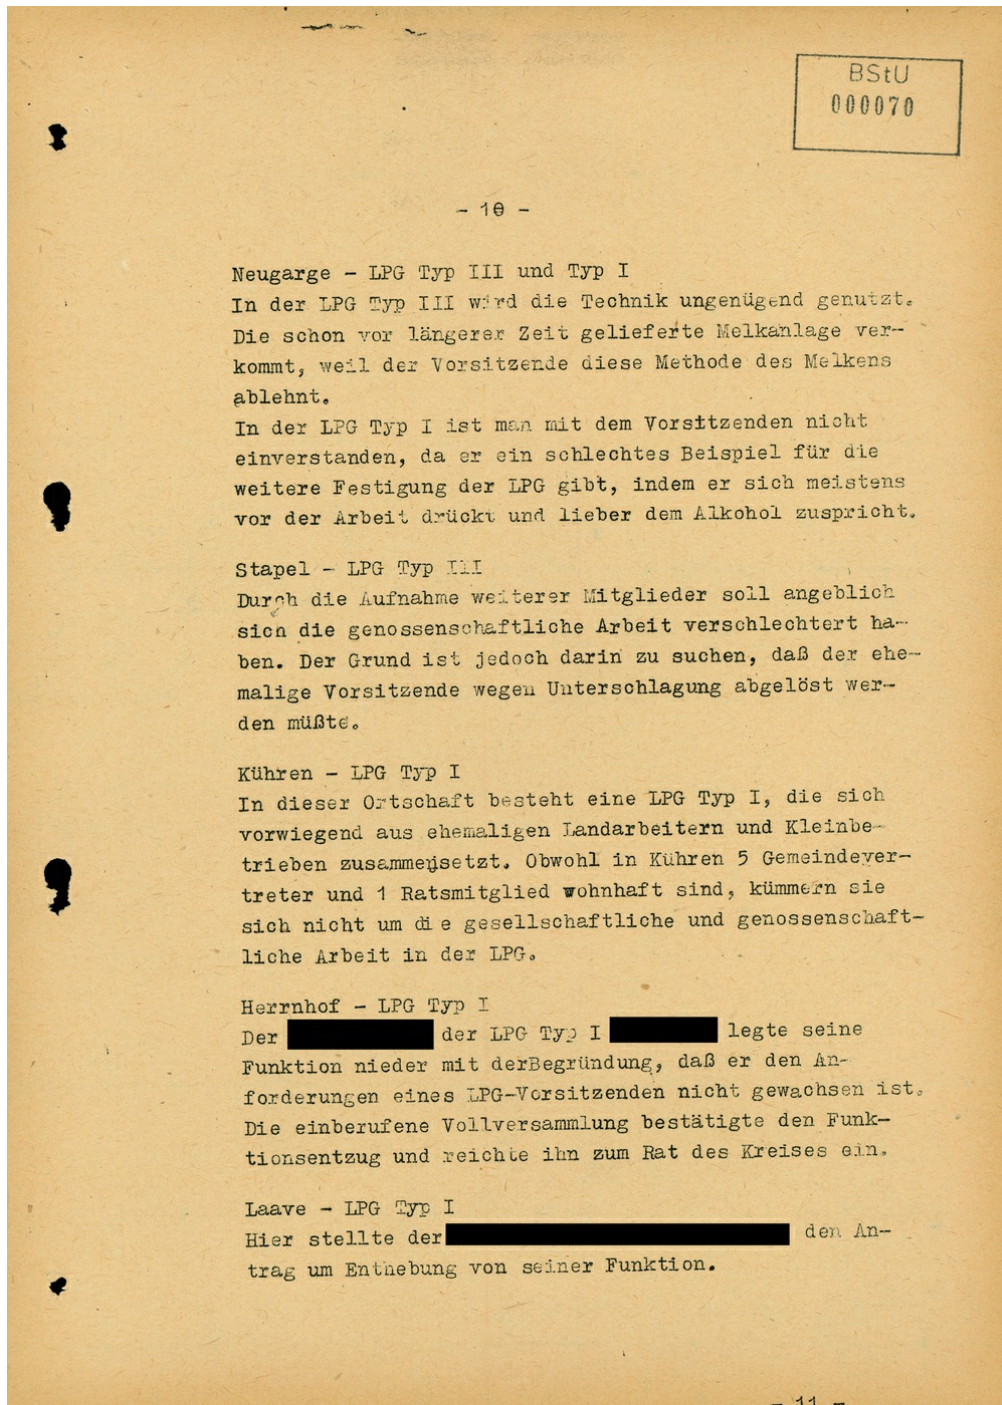 BStU
000070
- 10 -
Neugarge - LPG Typ III und Typ I
In der LPG Typ III wird die Technik ungenügend genutzt.
Die schon vor längerer Zeit gelieferte Melkanlage ver-
kommt, weil der Vorsitzende diese Methode des Melkens
ablehnt.
In der LPG Typ I ist man mit dem Vorsitzenden nicht
einverstanden, da er ein schlechtes Beispiel für die
weitere Festigung der LPG gibt, indem er sich meistens
vor der Arbeit drückt und lieber dem Alkohol zuspricht.
Stapel - LPG Typ III
Durch die Aufnahme weiterer Mitglieder soll angeblich
sich die genossenschaftliche Arbeit verschlechtert ha-
ben. Der Grund ist jedoch darin zu suchen, daß der ehe-
malige Vorsitzende wegen Unterschlagung abgelöst wer-
den müßte.
Kühren - LPG Typ I
In dieser Ortschaft besteht eine LPG Typ I, die sich
vorwiegend aus ehemaligen Landarbeitern und Kleinbe-
trieben zusammensetzt. Obwohl in Kühren 5 Gemeindever-
treter und 1 Ratsmitglied wohnhaft sind, kümmern sie
sich nicht um die gesellschaftliche und genossenschaft-
liche Arbeit in der LPG.
Herrnhof - LPG Typ I
Der der LPG Typ I legte seine
Funktion nieder mit derBegründung, daß er den An-
forderungen eines LPG-Vorsitzenden nicht gewachsen ist.
Die einberufene Vollversammlung bestätigte den Funk-
tionsentzug und reichte ihn zum Rat des Kreises ein.
Laave - LPG Typ I
Hier stellte der den An-
trag um Enthebung von seiner Funktion.
- 11 -